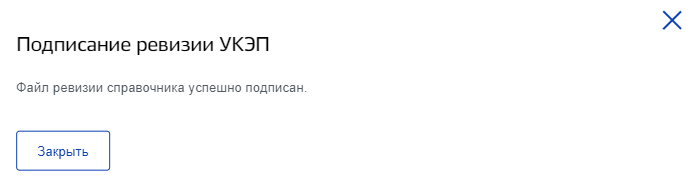 Подписание ревизии УКЭП
Файл ревизии справочника успешно подписан.
Закрыть